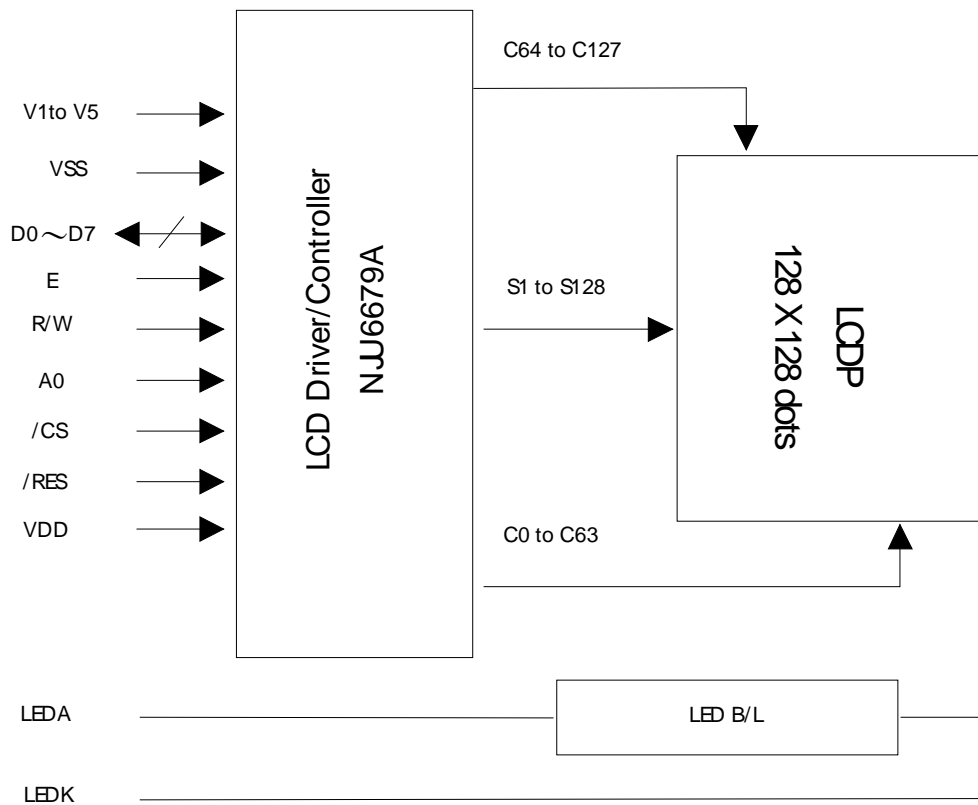 C64 to C127
V1to V5
VSS
D0～D7
E
R/W
A0
/CS
/RES
VDD
LCD Driver/Controller
NJU6679A
S1 to S128
LCDP
128 X 128 dots
C0 to C63
LEDA
LED B/L
LEDK